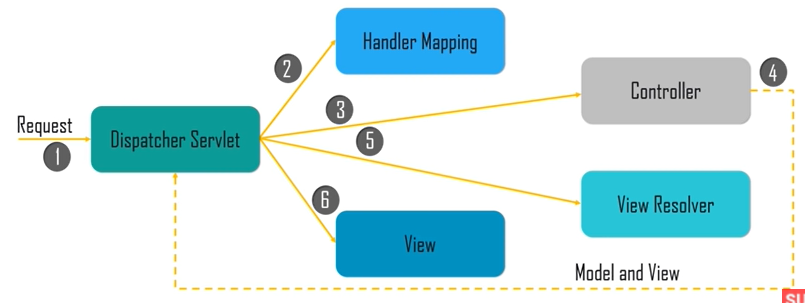 Handler Mapping
2
4
Controller
3
Request
Dispatcher Servlet
1
5
6
View Resolver
View
Model and View